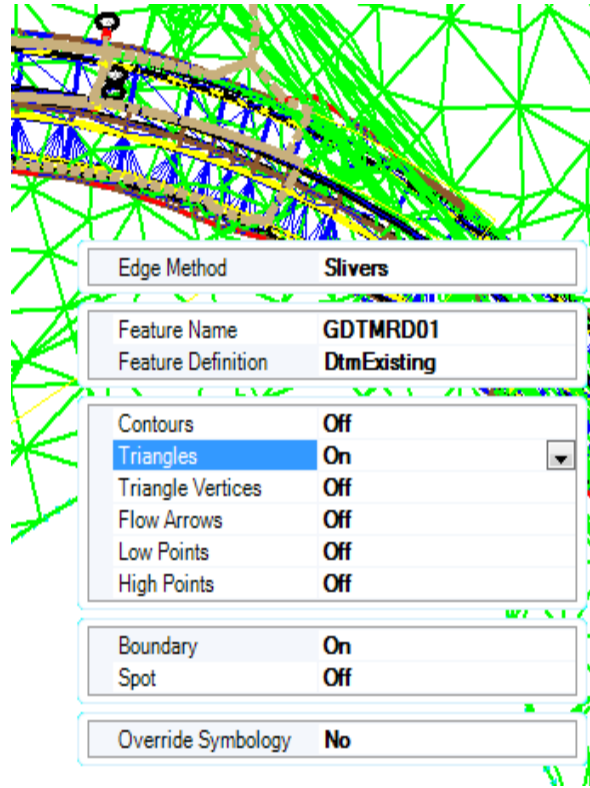 Edge Method Slivers
Feature Name GDTMRD01
Feature Definition DtmExisting
Contours Off
Triangles On
Triangle Vertices Off
Flow Arrows Off
Low Points Off
High Points Off
Boundary On
Spot Off
Override Symbology No